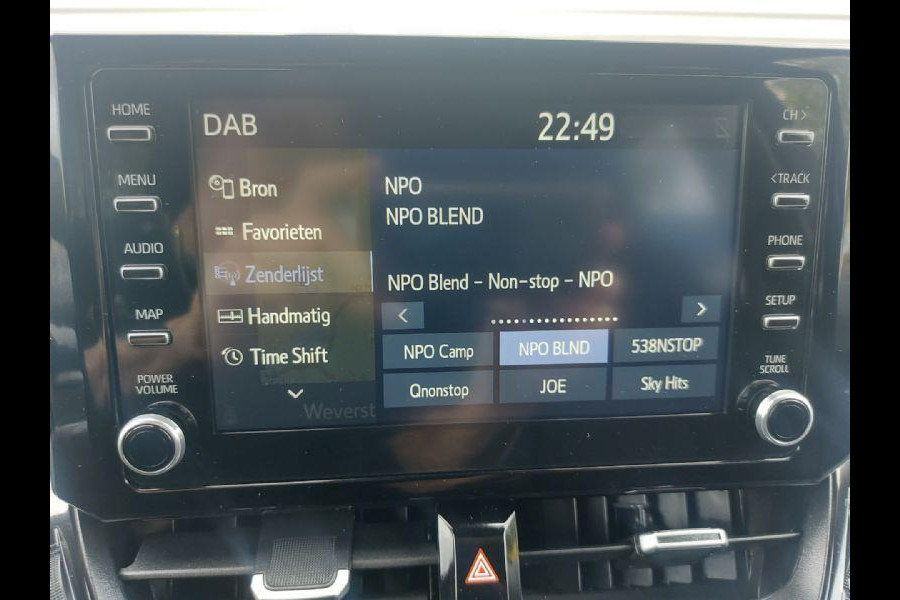 HOME
MENU
AUDIO
MAP
POWER
VOLUME
DAB
22:49
Bron
Favorieten
Zenderlijst
Handmatig
Time Shift
Weverst
NPO
NPO BLEND
NPO Blend - Non-stop - NPO
< >
NPO Camp NPO BLND 538NSTOP
Qnonstop JOE Sky Hits
CH >
< TRACK
PHONE
SETUP
TUNE
SCROLL